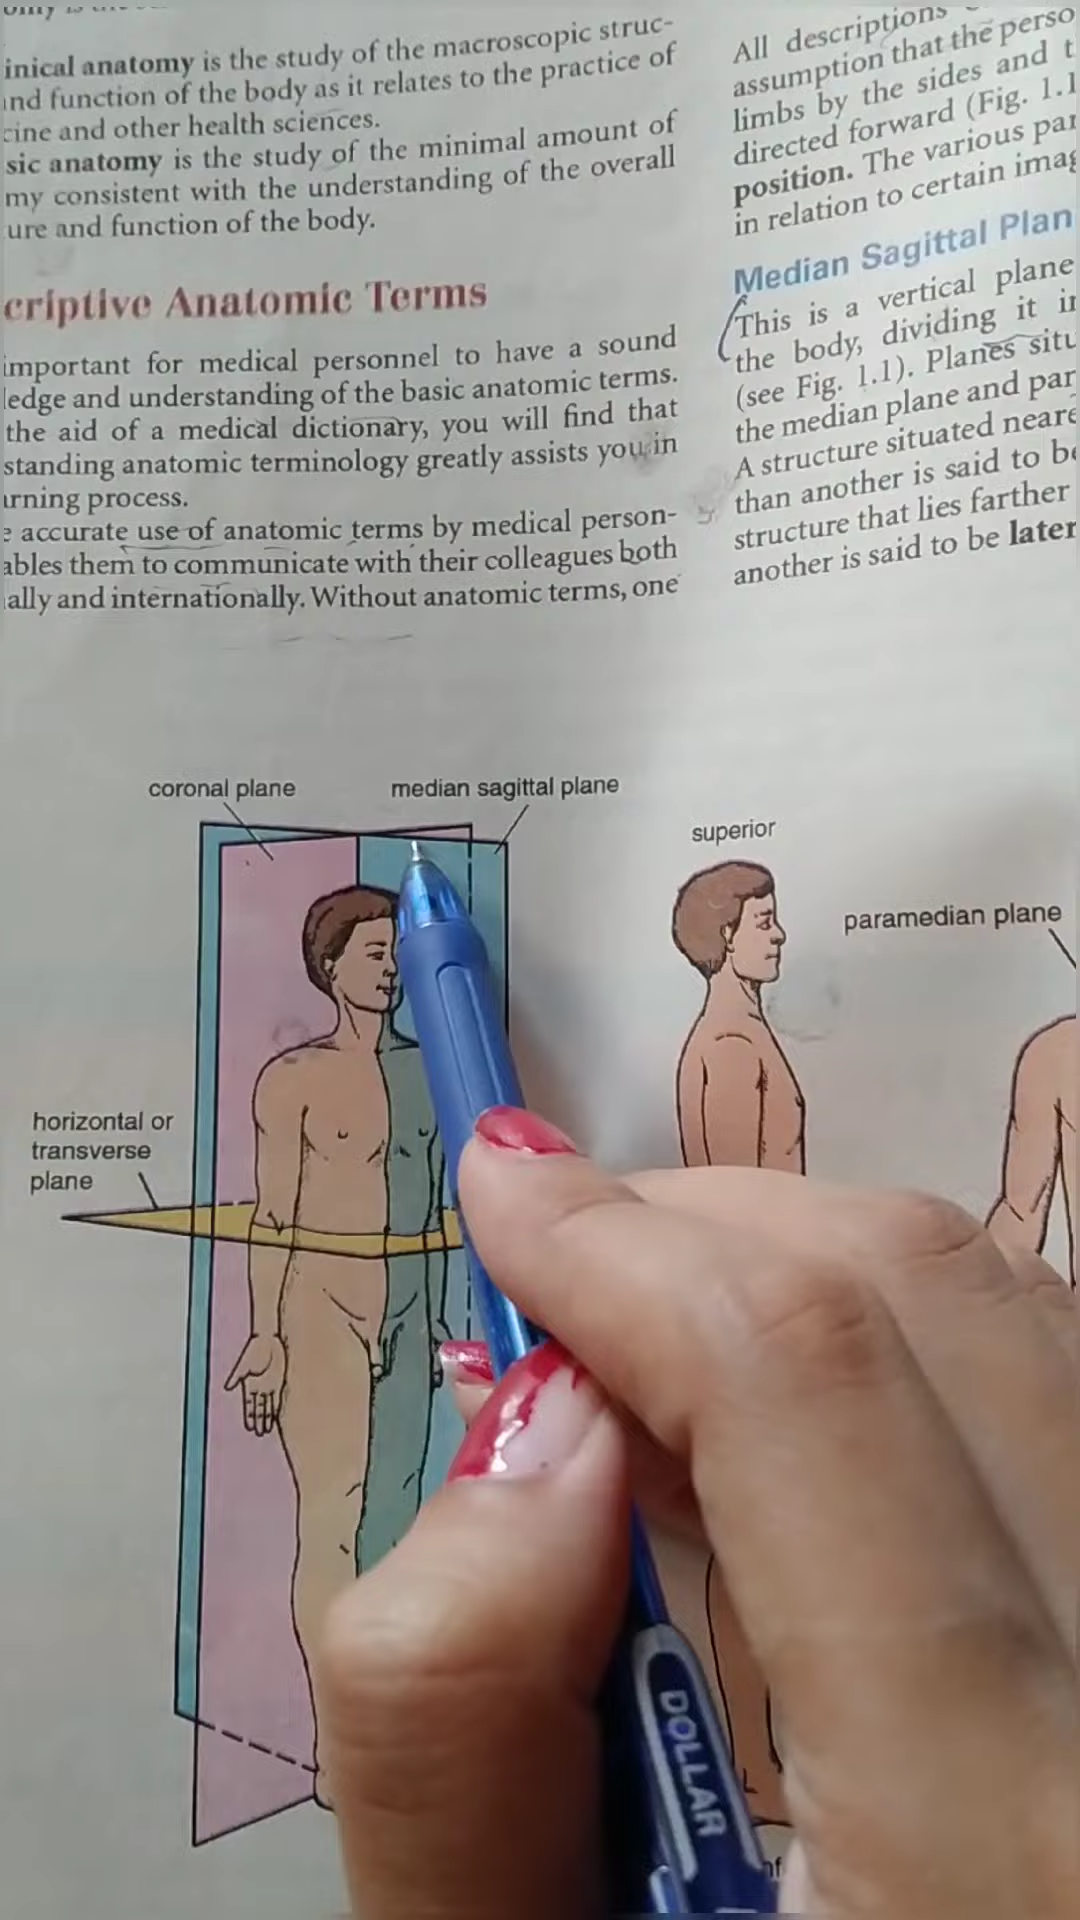 inical anatomy is the study of the macroscopic struc-
and function of the body as it relates to the practice of
cine and other health sciences.
sic anatomy is the study of the minimal amount of
my consistent with the understanding of the overall
ure and function of the body.
criptive Anatomic Terms
important for medical personnel to have a sound
ledge and understanding of the basic anatomic terms.
the aid of a medical dictionary, you will find that
standing anatomic terminology greatly assists you in
arning process.
e accurate use of anatomic terms by medical person-
ables them to communicate with their colleagues both
ally and internationally. Without anatomic terms, one
All descriptions
assumption that the perso
limbs by the sides and t
directed forward (Fig. 1.1
position. The various par
in relation to certain imag
Median Sagittal Plan
This is a vertical plane
the body, dividing it in
(see Fig. 1.1). Planes situ
the median plane and par
A structure situated neare
than another is said to be
structure that lies farther
another is said to be later
coronal plane
median sagittal plane
superior
paramedian plane
horizontal or
transverse
plane
DOLLAR